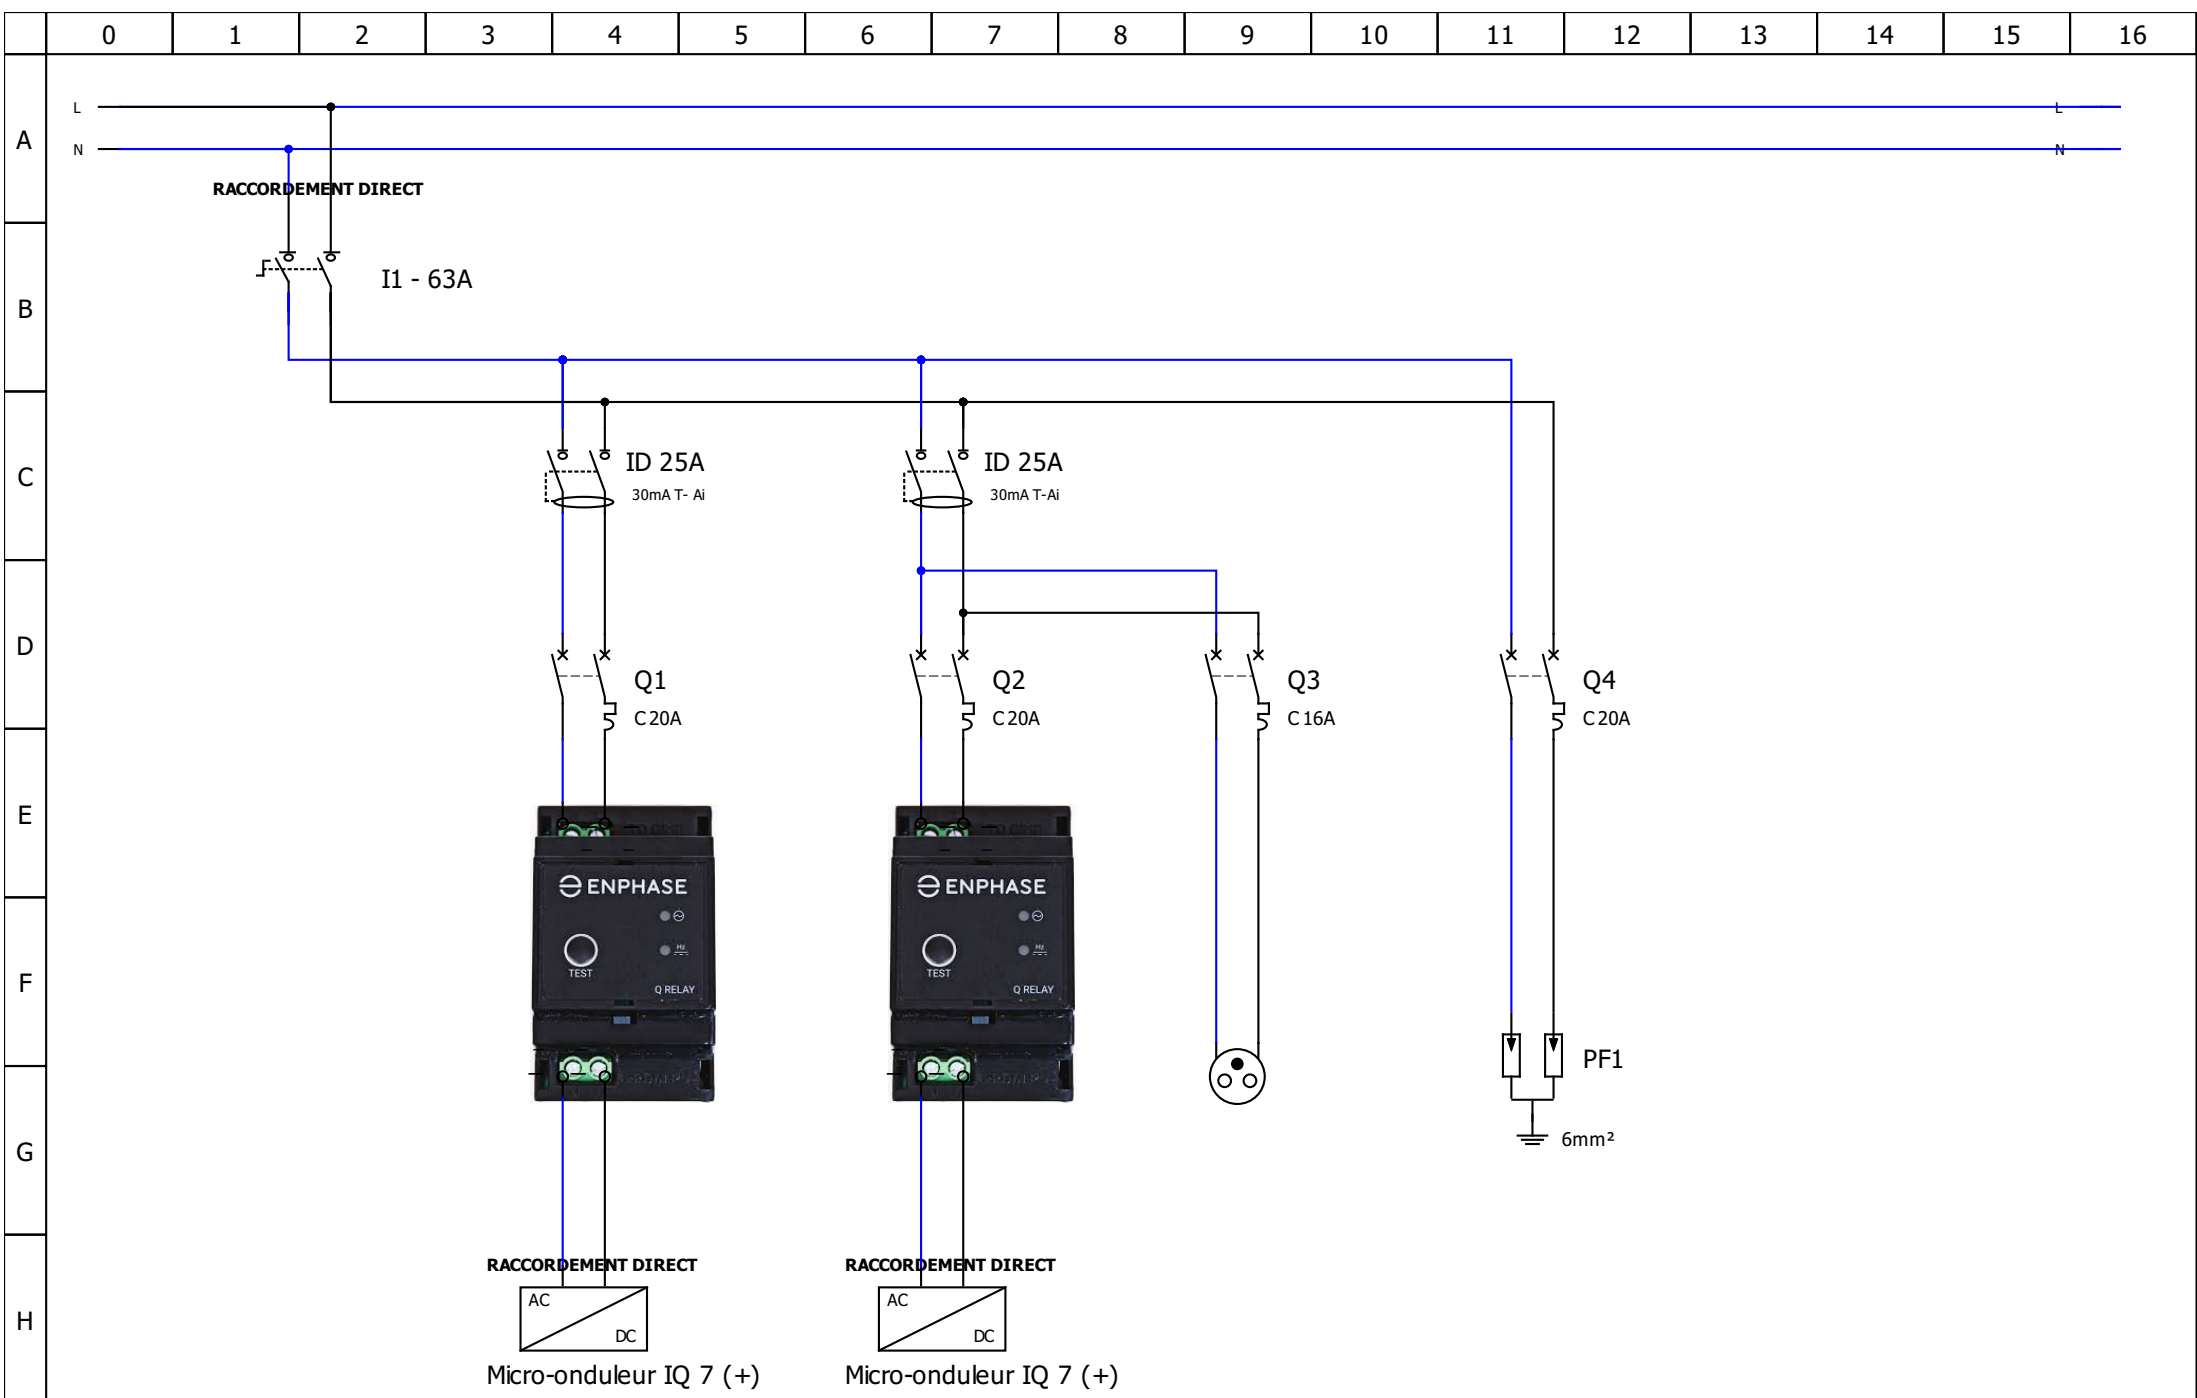 0 1 2 3 4 5 6 7 8 9 10 11 12 13 14 15 16
L L
A
N N
RACCORDEMENT DIRECT
I1 - 63A
B
ID 25A ID 25A
C
30mA T- Ai 30mA T-Ai
D
Q1 Q2 Q3 Q4
C 20A C 20A C 16A C 20A
E
ENPHASE ENPHASE
Hz Hz
TEST TEST
F
Q RELAY Q RELAY
PF1
6mm²
G
RACCORDEMENT DIRECT RACCORDEMENT DIRECT
AC AC
H
DC DC
Micro-onduleur IQ 7 (+) Micro-onduleur IQ 7 (+)